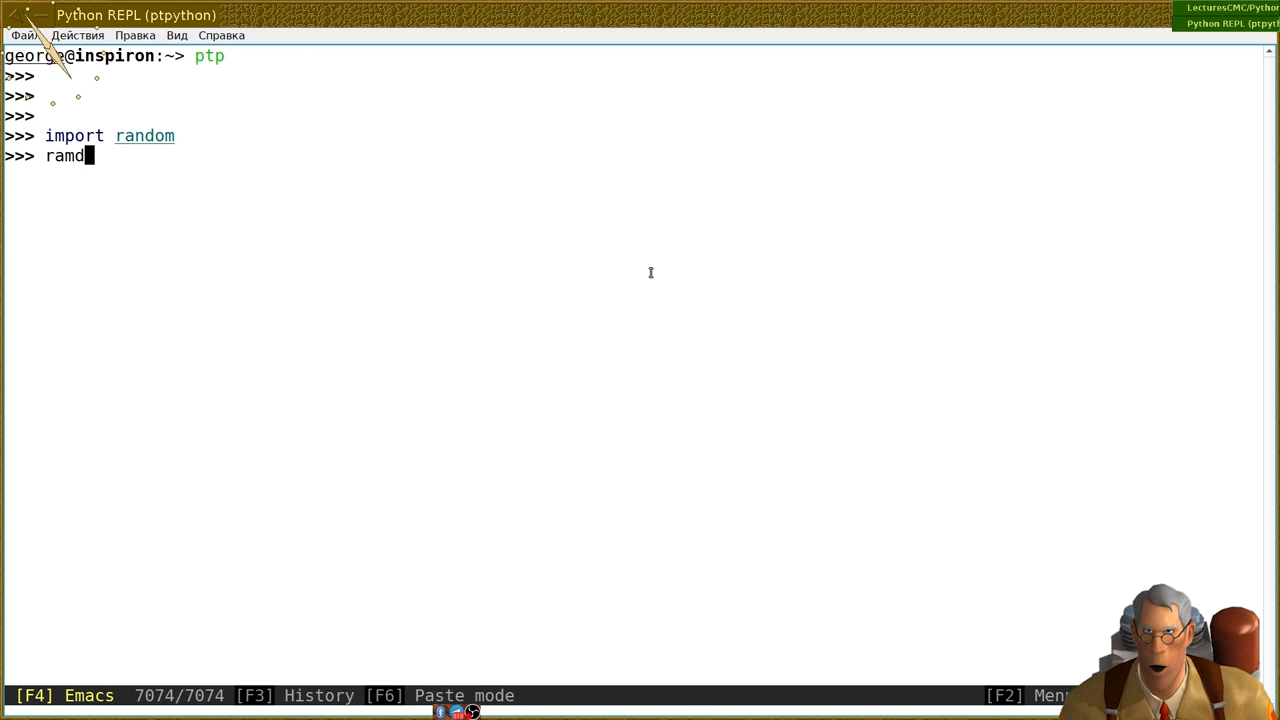 Python REPL (ptpython)
LecturesCMC/Python
Python REPL (ptpyth
Файл Действия Правка Вид Справка
george@inspiron:~> ptp
>>>
>>>
>>>
>>> import random
>>> ramd
[F4] Emacs 7074/7074 [F3] History [F6] Paste mode [F2] Men